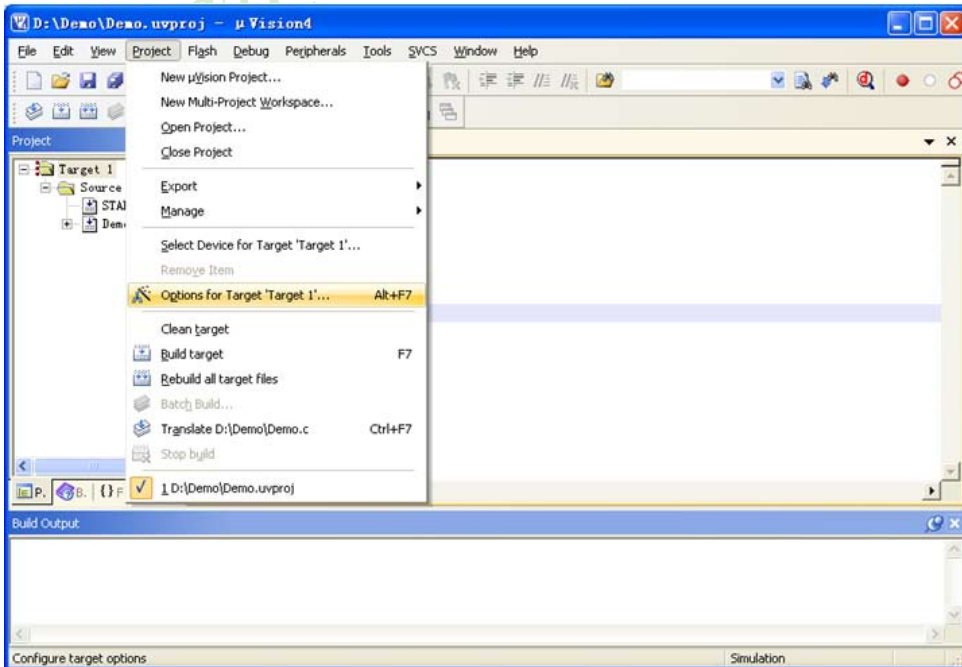 D:\Demo\Demo.uvproj - µVision4
File Edit View Project Flash Debug Peripherals Tools SVCS Window Help
New µVision Project...
New Multi-Project Workspace...
Open Project...
Close Project
Export
Manage
Select Device for Target 'Target 1'...
Remove Item
Options for Target 'Target 1'... Alt+F7
Clean target
Build target F7
Rebuild all target files
Batch Build...
Translate D:\Demo\Demo.c Ctrl+F7
Stop build
1 D:\Demo\Demo.uvproj
Project
Target 1
Source
STA
Dem
P. B. {} F
Build Output
Configure target options Simulation